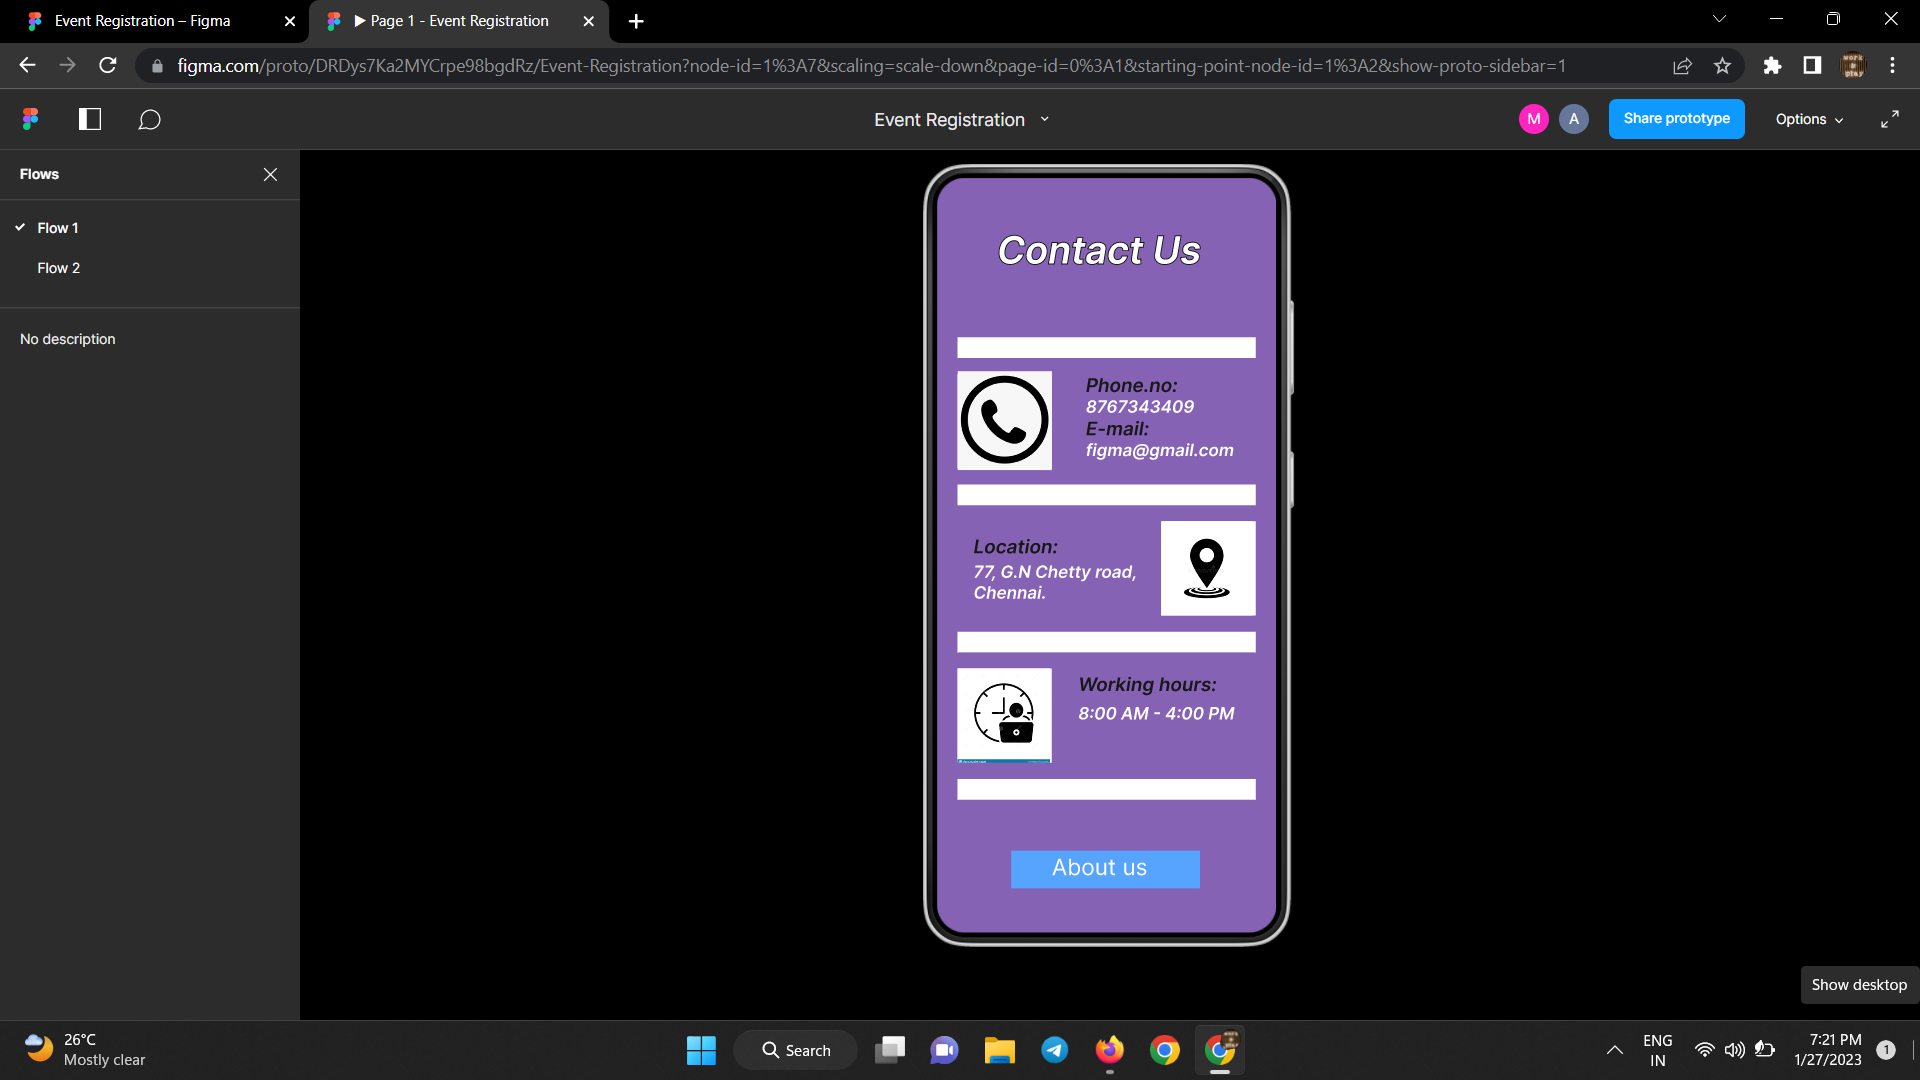 Event Registration – Figma
Page 1 - Event Registration
figma.com/proto/DRDys7Ka2MYCrpe98bgdRz/Event-Registration?node-id=1%3A7&scaling=scale-down&page-id=0%3A1&starting-point-node-id=1%3A2&show-proto-sidebar=1
Event Registration
M
A
Share prototype
Options
Flows
Flow 1
Flow 2
No description
Contact Us
Phone.no:
8767343409
E-mail:
figma@gmail.com
Location:
77, G.N Chetty road,
Chennai.
Working hours:
8:00 AM - 4:00 PM
About us
Show desktop
26°C
Mostly clear
Search
ENG
IN
7:21 PM
1/27/2023
1